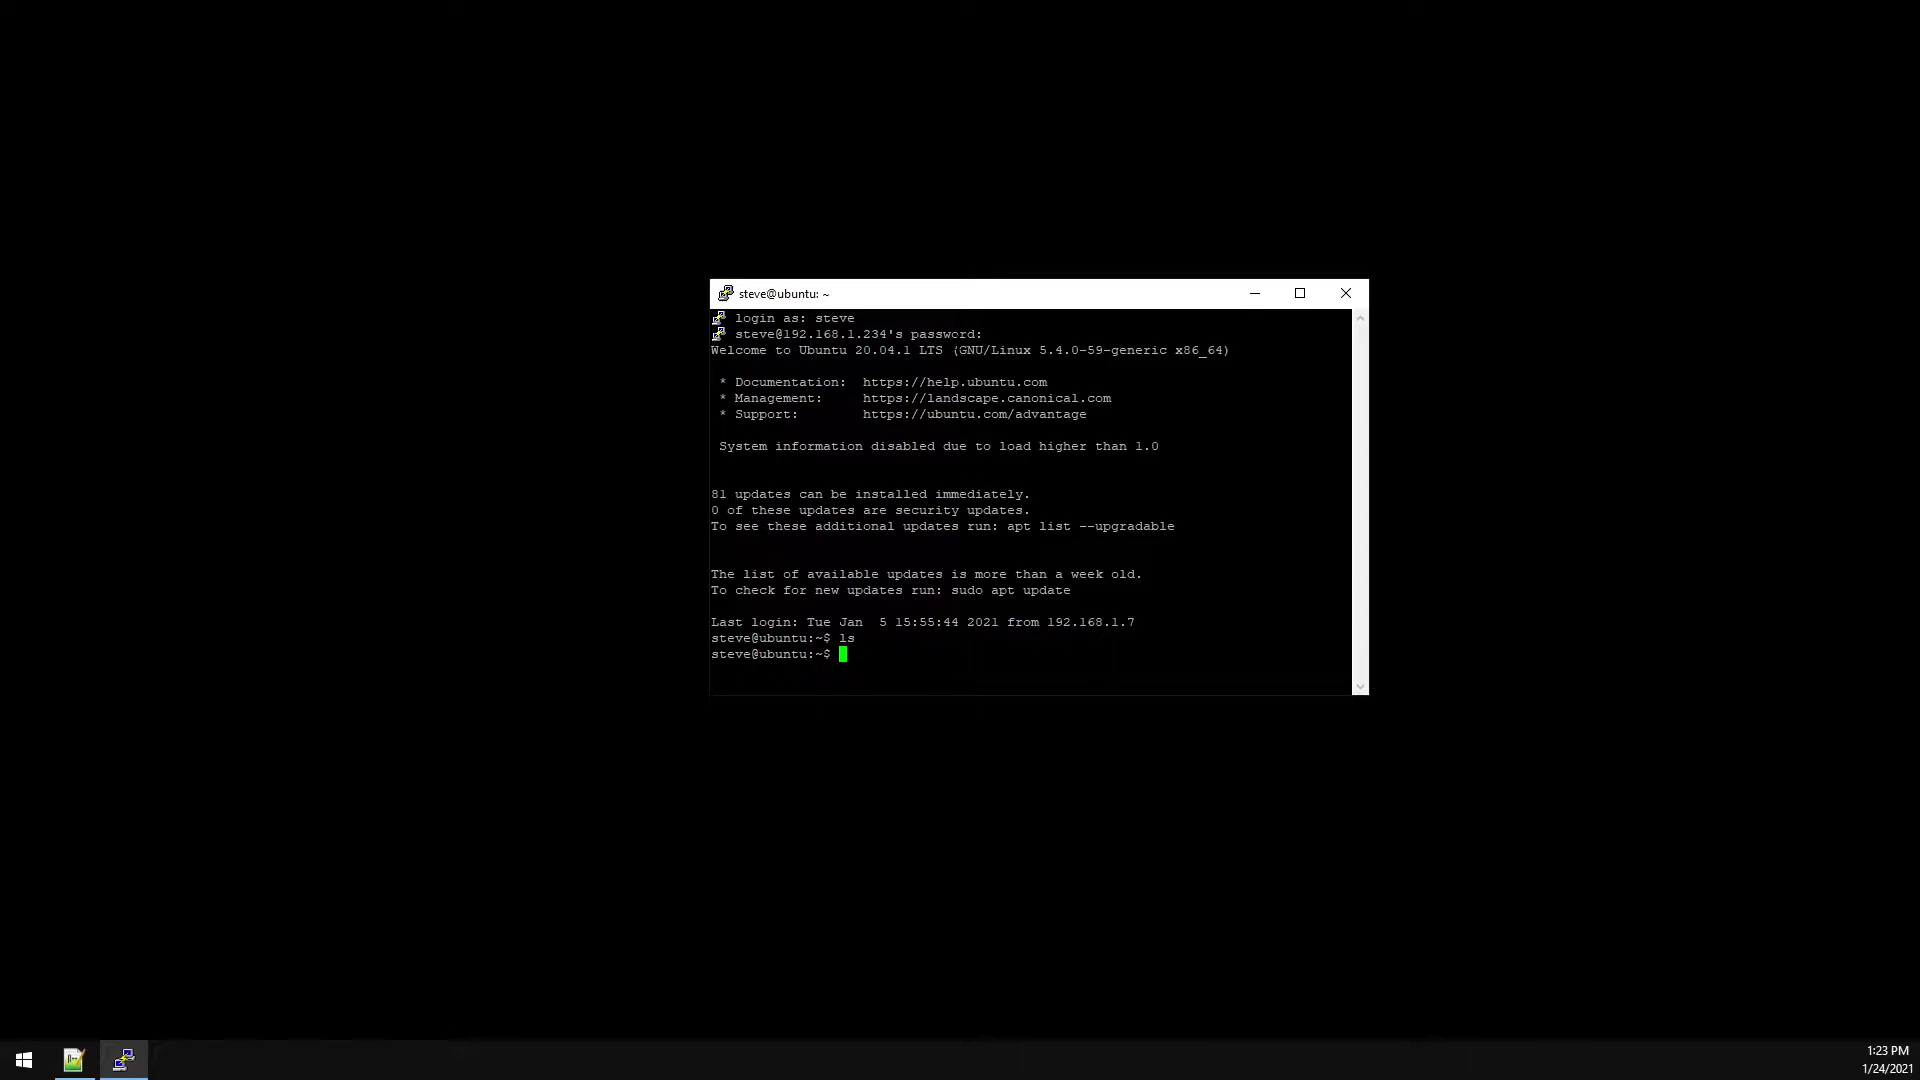 steve@ubuntu: ~
login as: steve
steve@192.168.1.234's password:
Welcome to Ubuntu 20.04.1 LTS (GNU/Linux 5.4.0-59-generic x86_64)
* Documentation:  https://help.ubuntu.com
* Management:     https://landscape.canonical.com
* Support:        https://ubuntu.com/advantage
System information disabled due to load higher than 1.0
81 updates can be installed immediately.
0 of these updates are security updates.
To see these additional updates run: apt list --upgradable
The list of available updates is more than a week old.
To check for new updates run: sudo apt update
Last login: Tue Jan  5 15:55:44 2021 from 192.168.1.7
steve@ubuntu:~$ ls
steve@ubuntu:~$
1:23 PM
1/24/2021